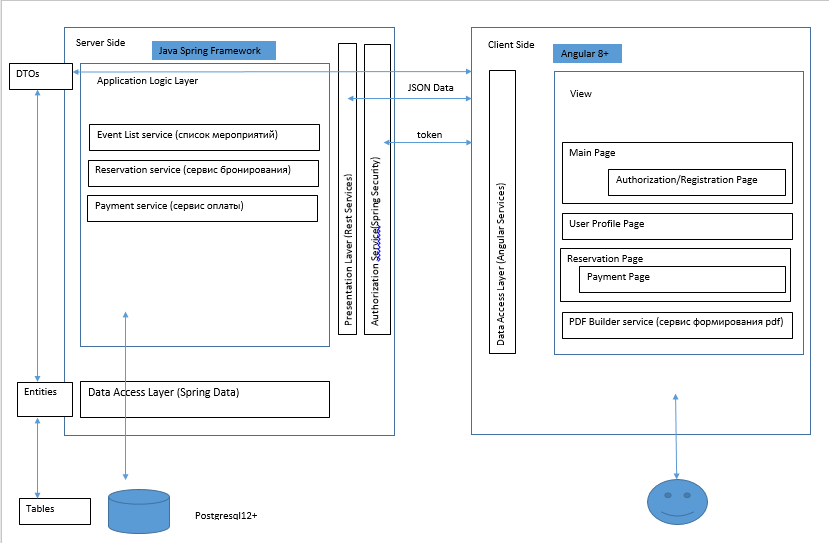 Server Side
Java Spring Framework
DTOs
Application Logic Layer
Event List service (список мероприятий)
Reservation service (сервис бронирования)
Payment service (сервис оплаты)
Presentation Layer (Rest Services)
Authorization Service(Spring Security)
JSON Data
token
Client Side
Angular 8+
Data Access Layer (Angular Services)
View
Main Page
Authorization/Registration Page
User Profile Page
Reservation Page
Payment Page
PDF Builder service (сервис формирования pdf)
Entities
Data Access Layer (Spring Data)
Tables
Postgresql12+